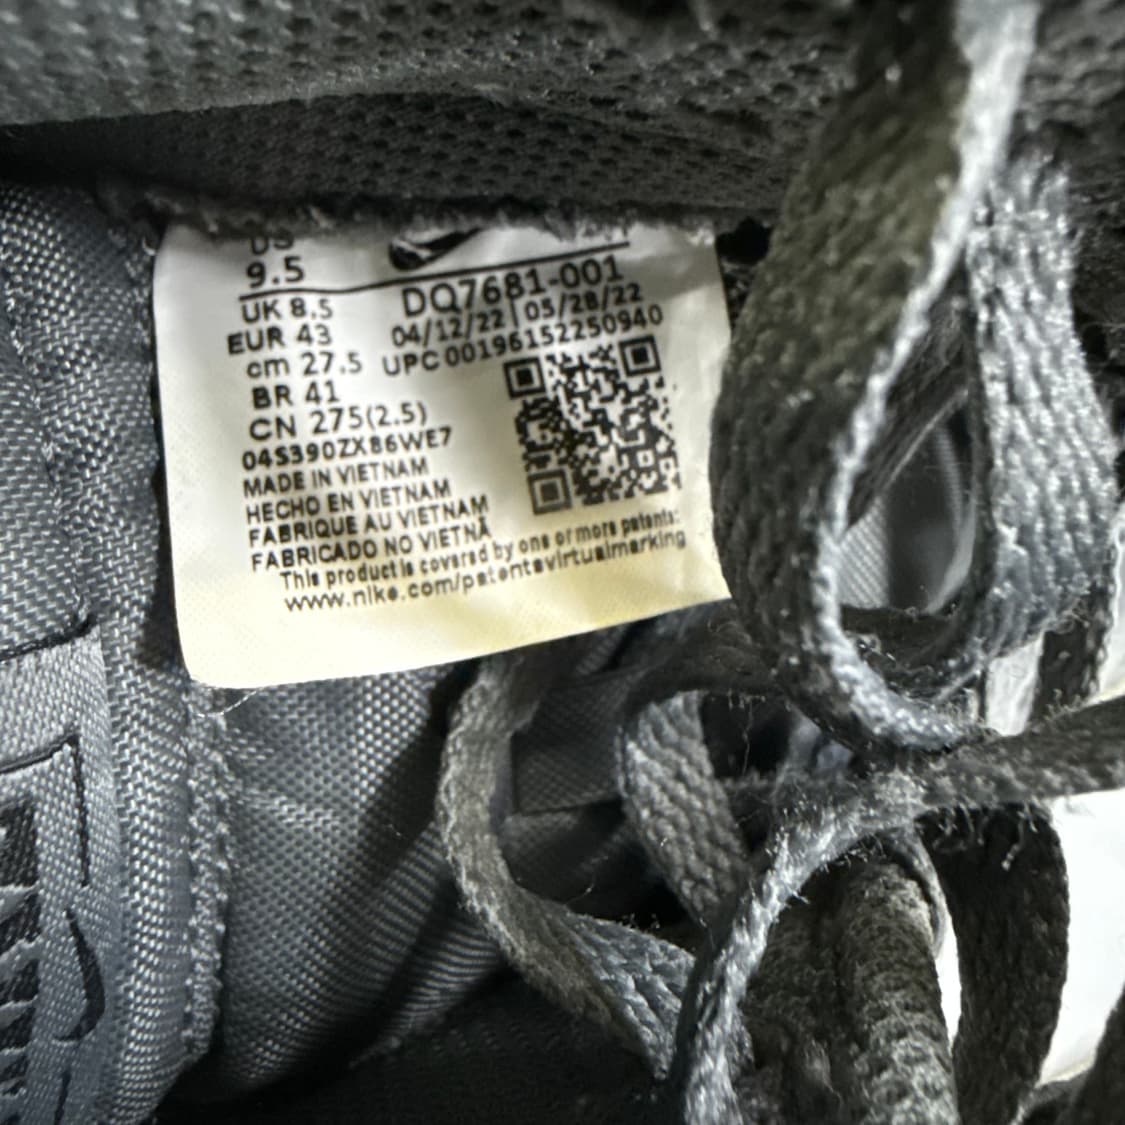 US
9.5
UK 8.5
EUR 43
cm 27.5
BR 41
CN 275(2.5)
DQ7681-001
04/12/22 | 05/28/22
UPC 00196152250940
04S390ZX86WE7
MADE IN VIETNAM
HECHO EN VIETNAM
FABRIQUE AU VIETNAM
FABRICADO NO VIETNÃ
This product is covered by one or more patents:
www.nike.com/patentsvirtualmarking